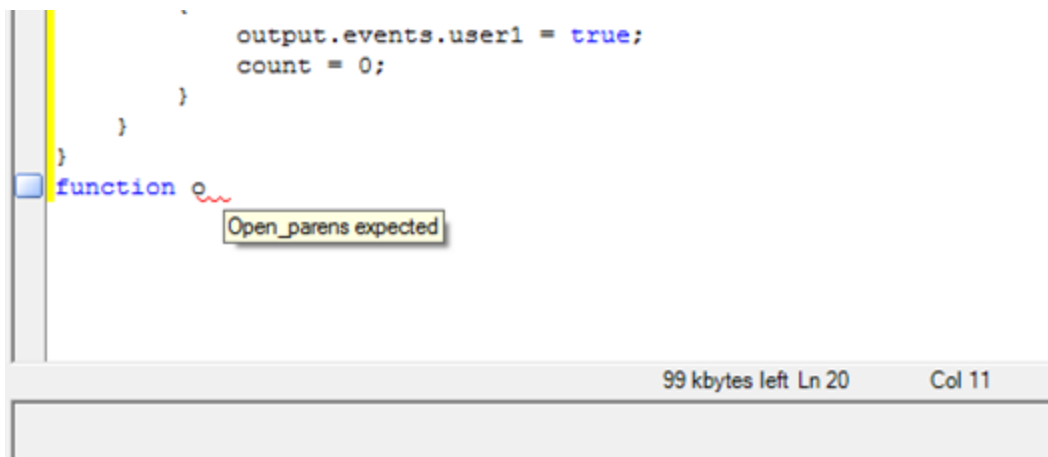 output.events.user1 = true;
count = 0;
}
}
}
function o
Open_parens expected
99 kbytes left Ln 20 Col 11